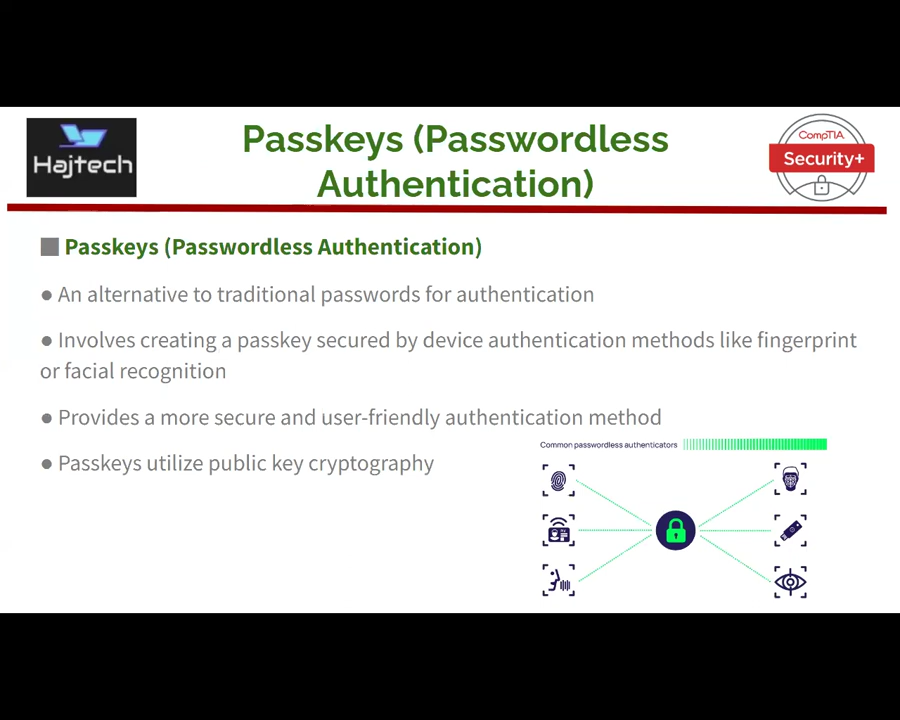 Hajtech
Passkeys (Passwordless
Authentication)
CompTIA
Security+
Passkeys (Passwordless Authentication)
● An alternative to traditional passwords for authentication
● Involves creating a passkey secured by device authentication methods like fingerprint
or facial recognition
● Provides a more secure and user-friendly authentication method
● Passkeys utilize public key cryptography
Common passwordless authenticators